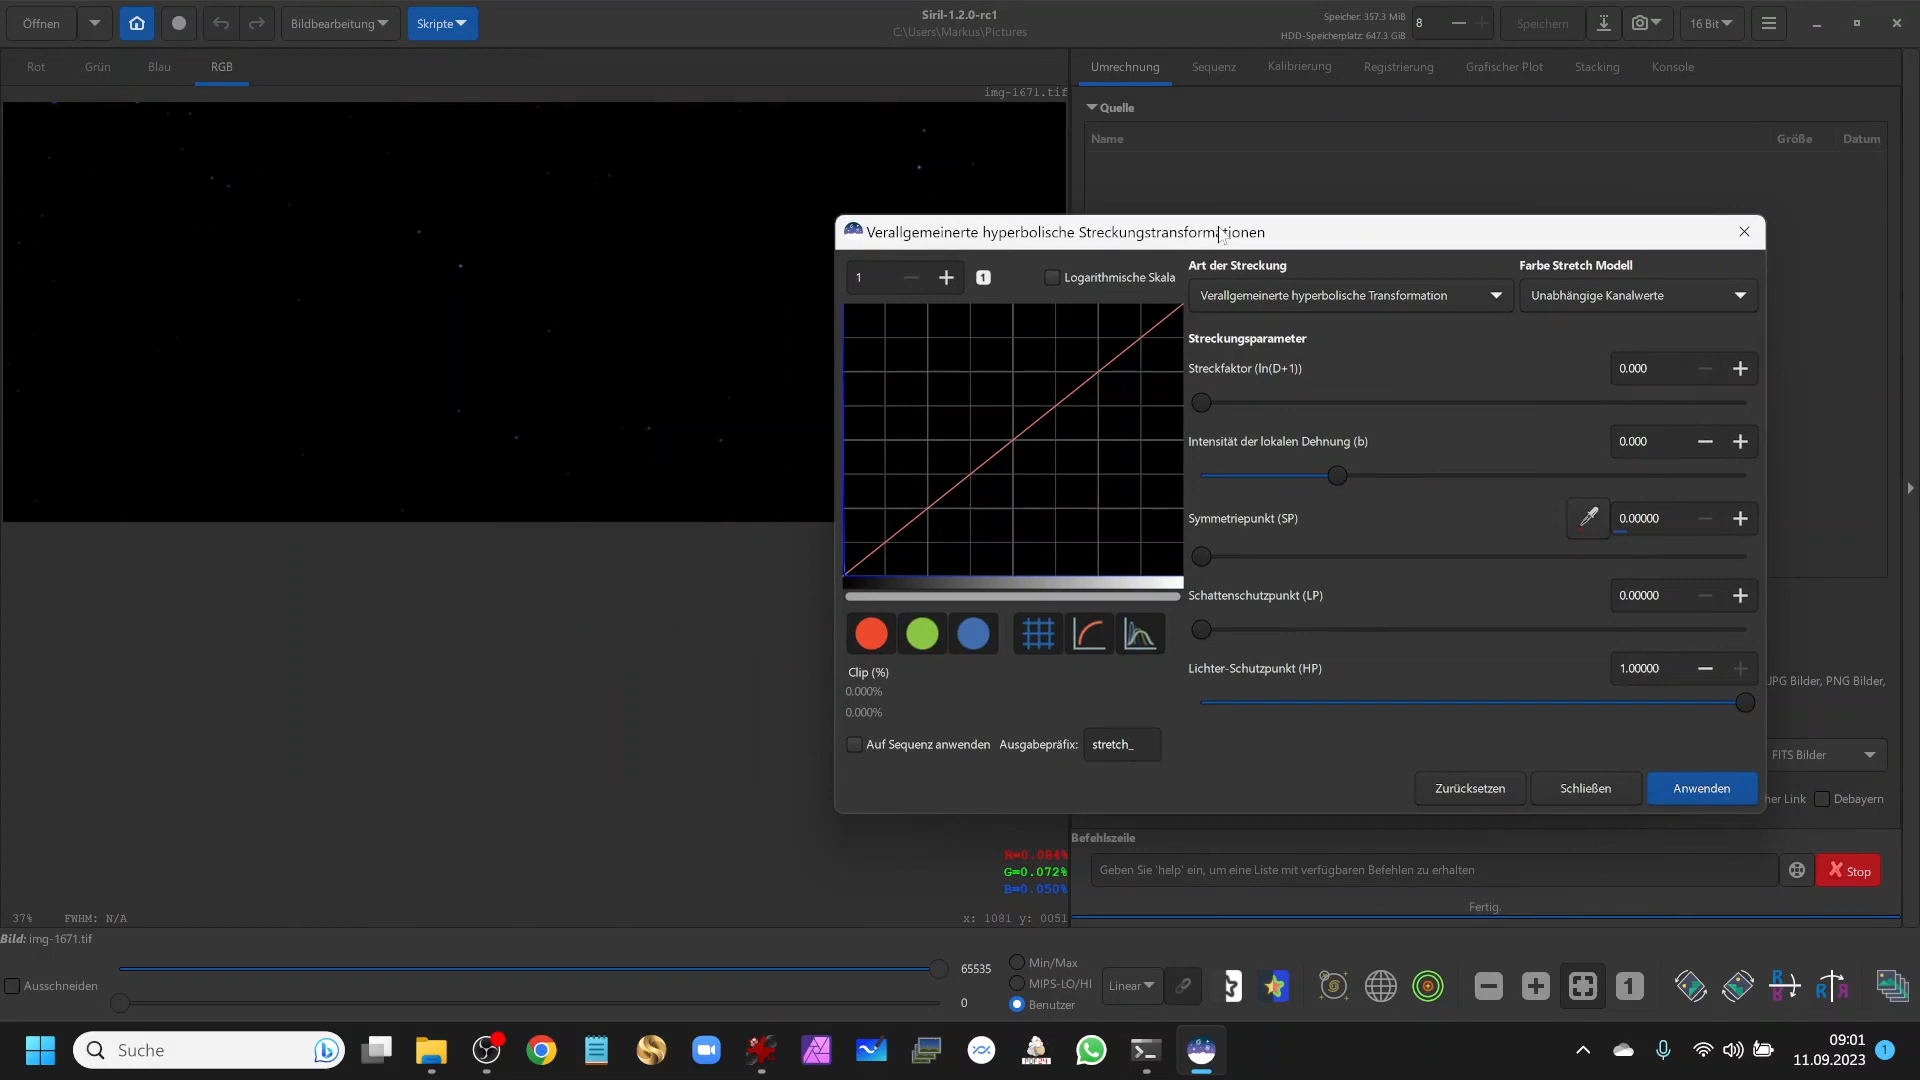 Öffnen
Bildbearbeitung
Skripte
Siril-1.2.0-rc1
C:\Users\Markus\Pictures
Speicher: 357.3 MiB
HDD-Speicherplatz: 647.3 GiB
8
Speichern
16 Bit
Rot
Grün
Blau
RGB
img-1671.tif
Umrechnung
Sequenz
Kalibrierung
Registrierung
Grafischer Plot
Stacking
Konsole
Quelle
Name
Größe
Datum
Verallgemeinerte hyperbolische Streckungstransformationen
1
1
Logarithmische Skala
Art der Streckung
Farbe Stretch Modell
Verallgemeinerte hyperbolische Transformation
Unabhängige Kanalwerte
Streckungsparameter
Streckfaktor (ln(D+1))
0.000
Intensität der lokalen Dehnung (b)
0.000
Symmetriepunkt (SP)
0.00000
Schattenschutzpunkt (LP)
0.00000
Lichter-Schutzpunkt (HP)
1.00000
Clip (%)
0.000%
0.000%
Auf Sequenz anwenden
Ausgabepräfix:
stretch_
Zurücksetzen
Schließen
Anwenden
JPG Bilder, PNG Bilder,
FITS Bilder
her Link
Debayern
Befehlszeile
Geben Sie 'help' ein, um eine Liste mit verfügbaren Befehlen zu erhalten
Stop
Fertig.
R=0.084%
G=0.072%
B=0.050%
37%
FWHM: N/A
x: 1081 y: 0051
Bild: img-1671.tif
Ausschneiden
65535
0
Min/Max
MIPS-LO/HI
Benutzer
Linear
1
Suche
PDF24
09:01
11.09.2023
1